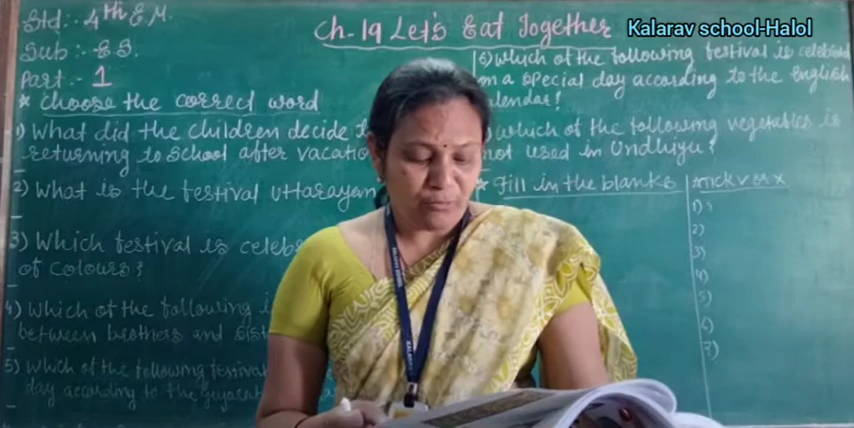 Kalarav school-Halol
Std :- 4th E.M.
Sub :- E.S.
Part :- 1
Ch-19 Let's Eat Together
* Choose the correct word
1) What did the children decide
returning to School after vacatio
2) What is the festival Uttarayan
3) Which festival is celeb
of colours?
4) Which of the following
between brothers and sist
5) Which of the following festival
day according to the Gujarat
6) Which of the following festival is celebrated
on a special day according to the English
calendar?
which of the following vegetables is
not used in Undhiyu?
* Fill in the blanks
Tick ✓ or ×
1)
2)
3)
4)
5)
6)
7)